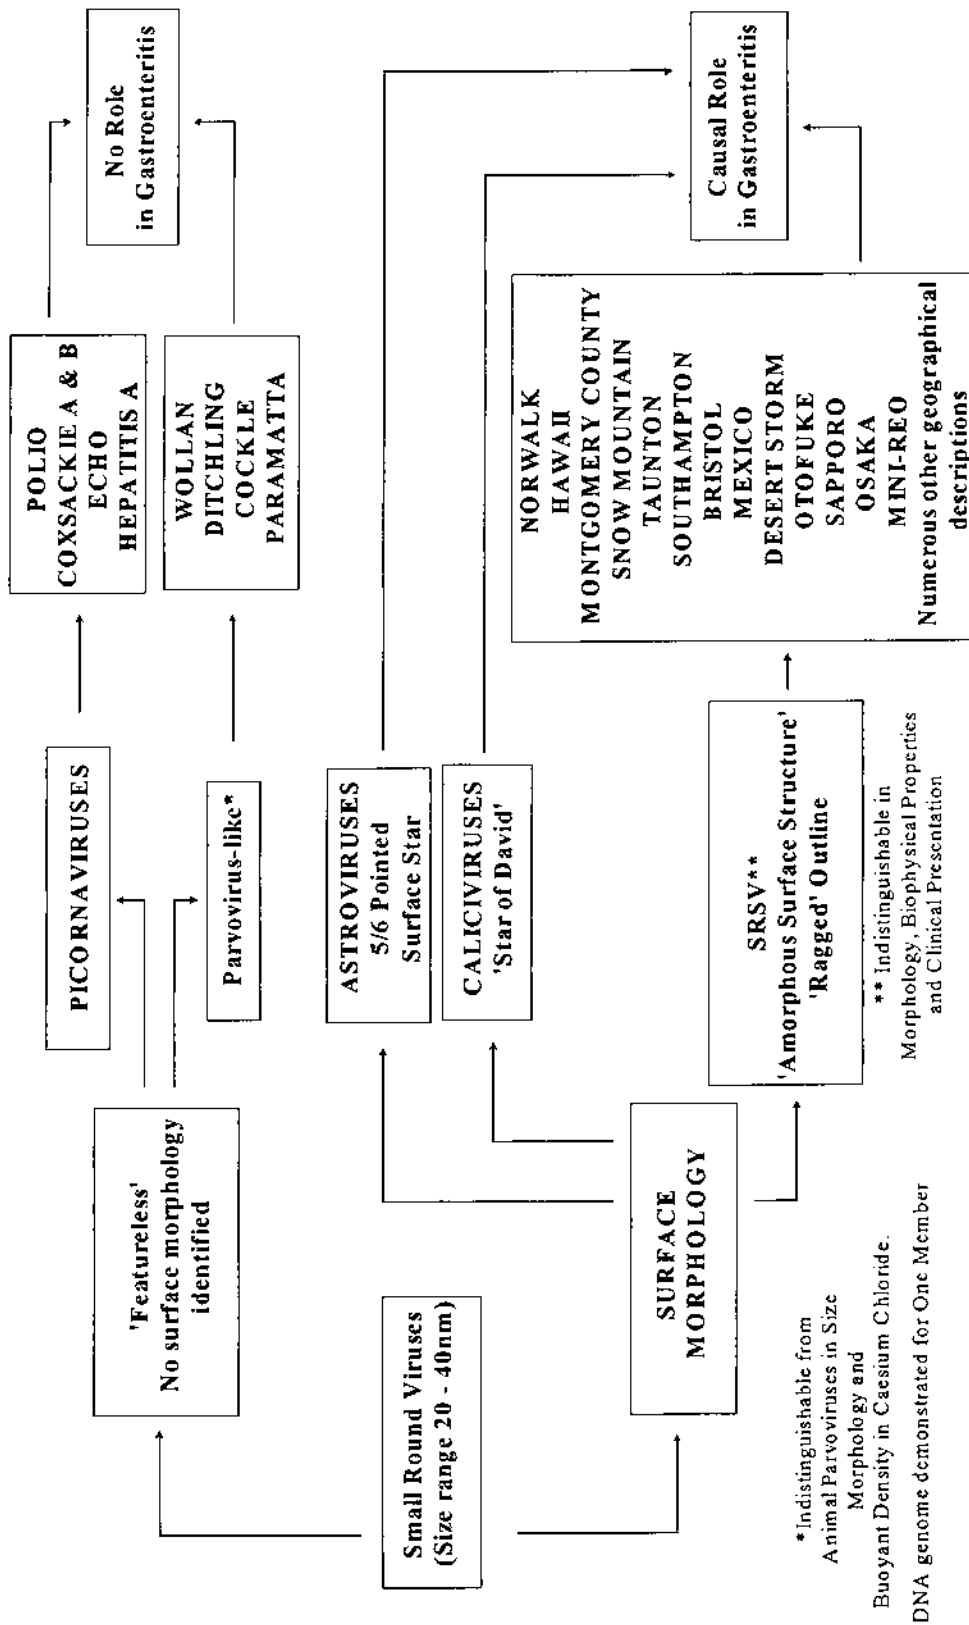 Small Round Viruses
(Size range 20 - 40nm)
'Featureless'
No surface morphology
identified
SURFACE
MORPHOLOGY
PICORNAVIRUSES
Parvovirus-like*
ASTROVIRUSES
5/6 Pointed
Surface Star
CALICIVIRUSES
'Star of David'
SRSV**
'Amorphous Surface Structure'
'Ragged' Outline
POLIO
COXSACKIE A & B
ECHO
HEPATITIS A
WOLLAN
DITCHLING
COCKLE
PARAMATTA
NORWALK
HAWAII
MONTGOMERY COUNTY
SNOW MOUNTAIN
TAUNTON
SOUTHAMPTON
BRISTOL
MEXICO
DESERT STORM
OTOFUKE
SAPPORO
OSAKA
MINI-REO
Numerous other geographical
descriptions
No Role
in Gastroenteritis
Causal Role
in Gastroenteritis
*Indistinguishable from
Animal Parvoviruses in Size
Morphology and
Buoyant Density in Caesium Chloride.
DNA genome demonstrated for One Member
** Indistinguishable in
Morphology, Biophysical Properties
and Clinical Presentation